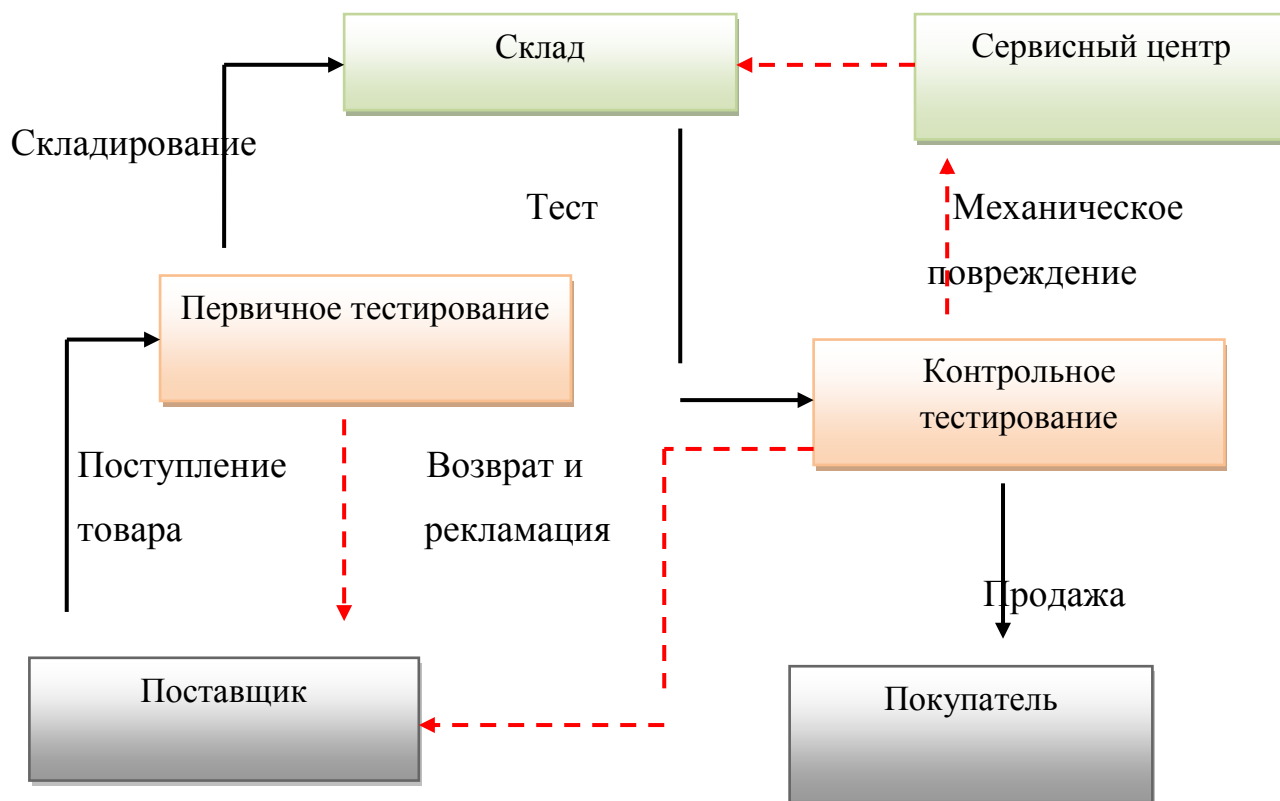 Склад
Сервисный центр
Складирование
Тест
Механическое
повреждение
Первичное тестирование
Контрольное
тестирование
Поступление
товара
Возврат и
рекламация
Продажа
Поставщик
Покупатель